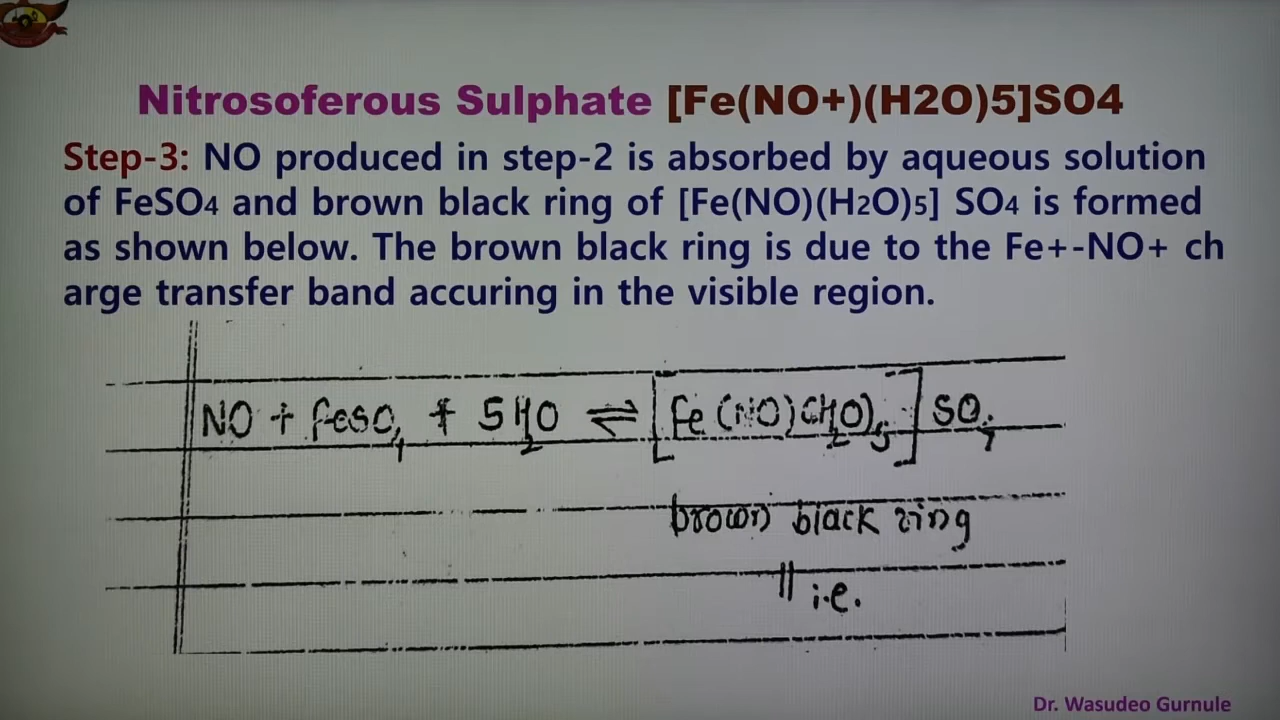 Nitrosoferous Sulphate [Fe(NO+)(H2O)5]SO4
Step-3: NO produced in step-2 is absorbed by aqueous solution
of FeSO4 and brown black ring of [Fe(NO)(H2O)5] SO4 is formed
as shown below. The brown black ring is due to the Fe+-NO+ ch
arge transfer band accuring in the visible region.
NO + FeSO4 + 5H2O ⇌ [Fe(NO)(H2O)5]SO4
brown black ring
|| i.e.
Dr. Wasudeo Gurnule